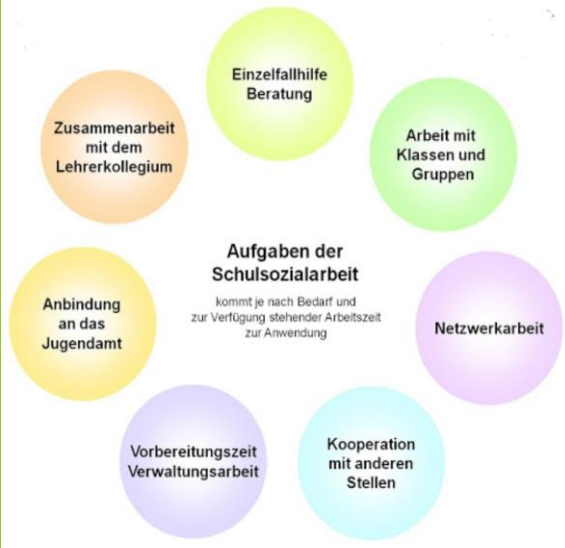 Einzelfallhilfe
Beratung
Arbeit mit
Klassen und
Gruppen
Netzwerkarbeit
Kooperation
mit anderen
Stellen
Vorbereitungszeit
Verwaltungsarbeit
Anbindung
an das
Jugendamt
Zusammenarbeit
mit dem
Lehrerkollegium
Aufgaben der
Schulsozialarbeit
kommt je nach Bedarf und
zur Verfügung stehender Arbeitszeit
zur Anwendung